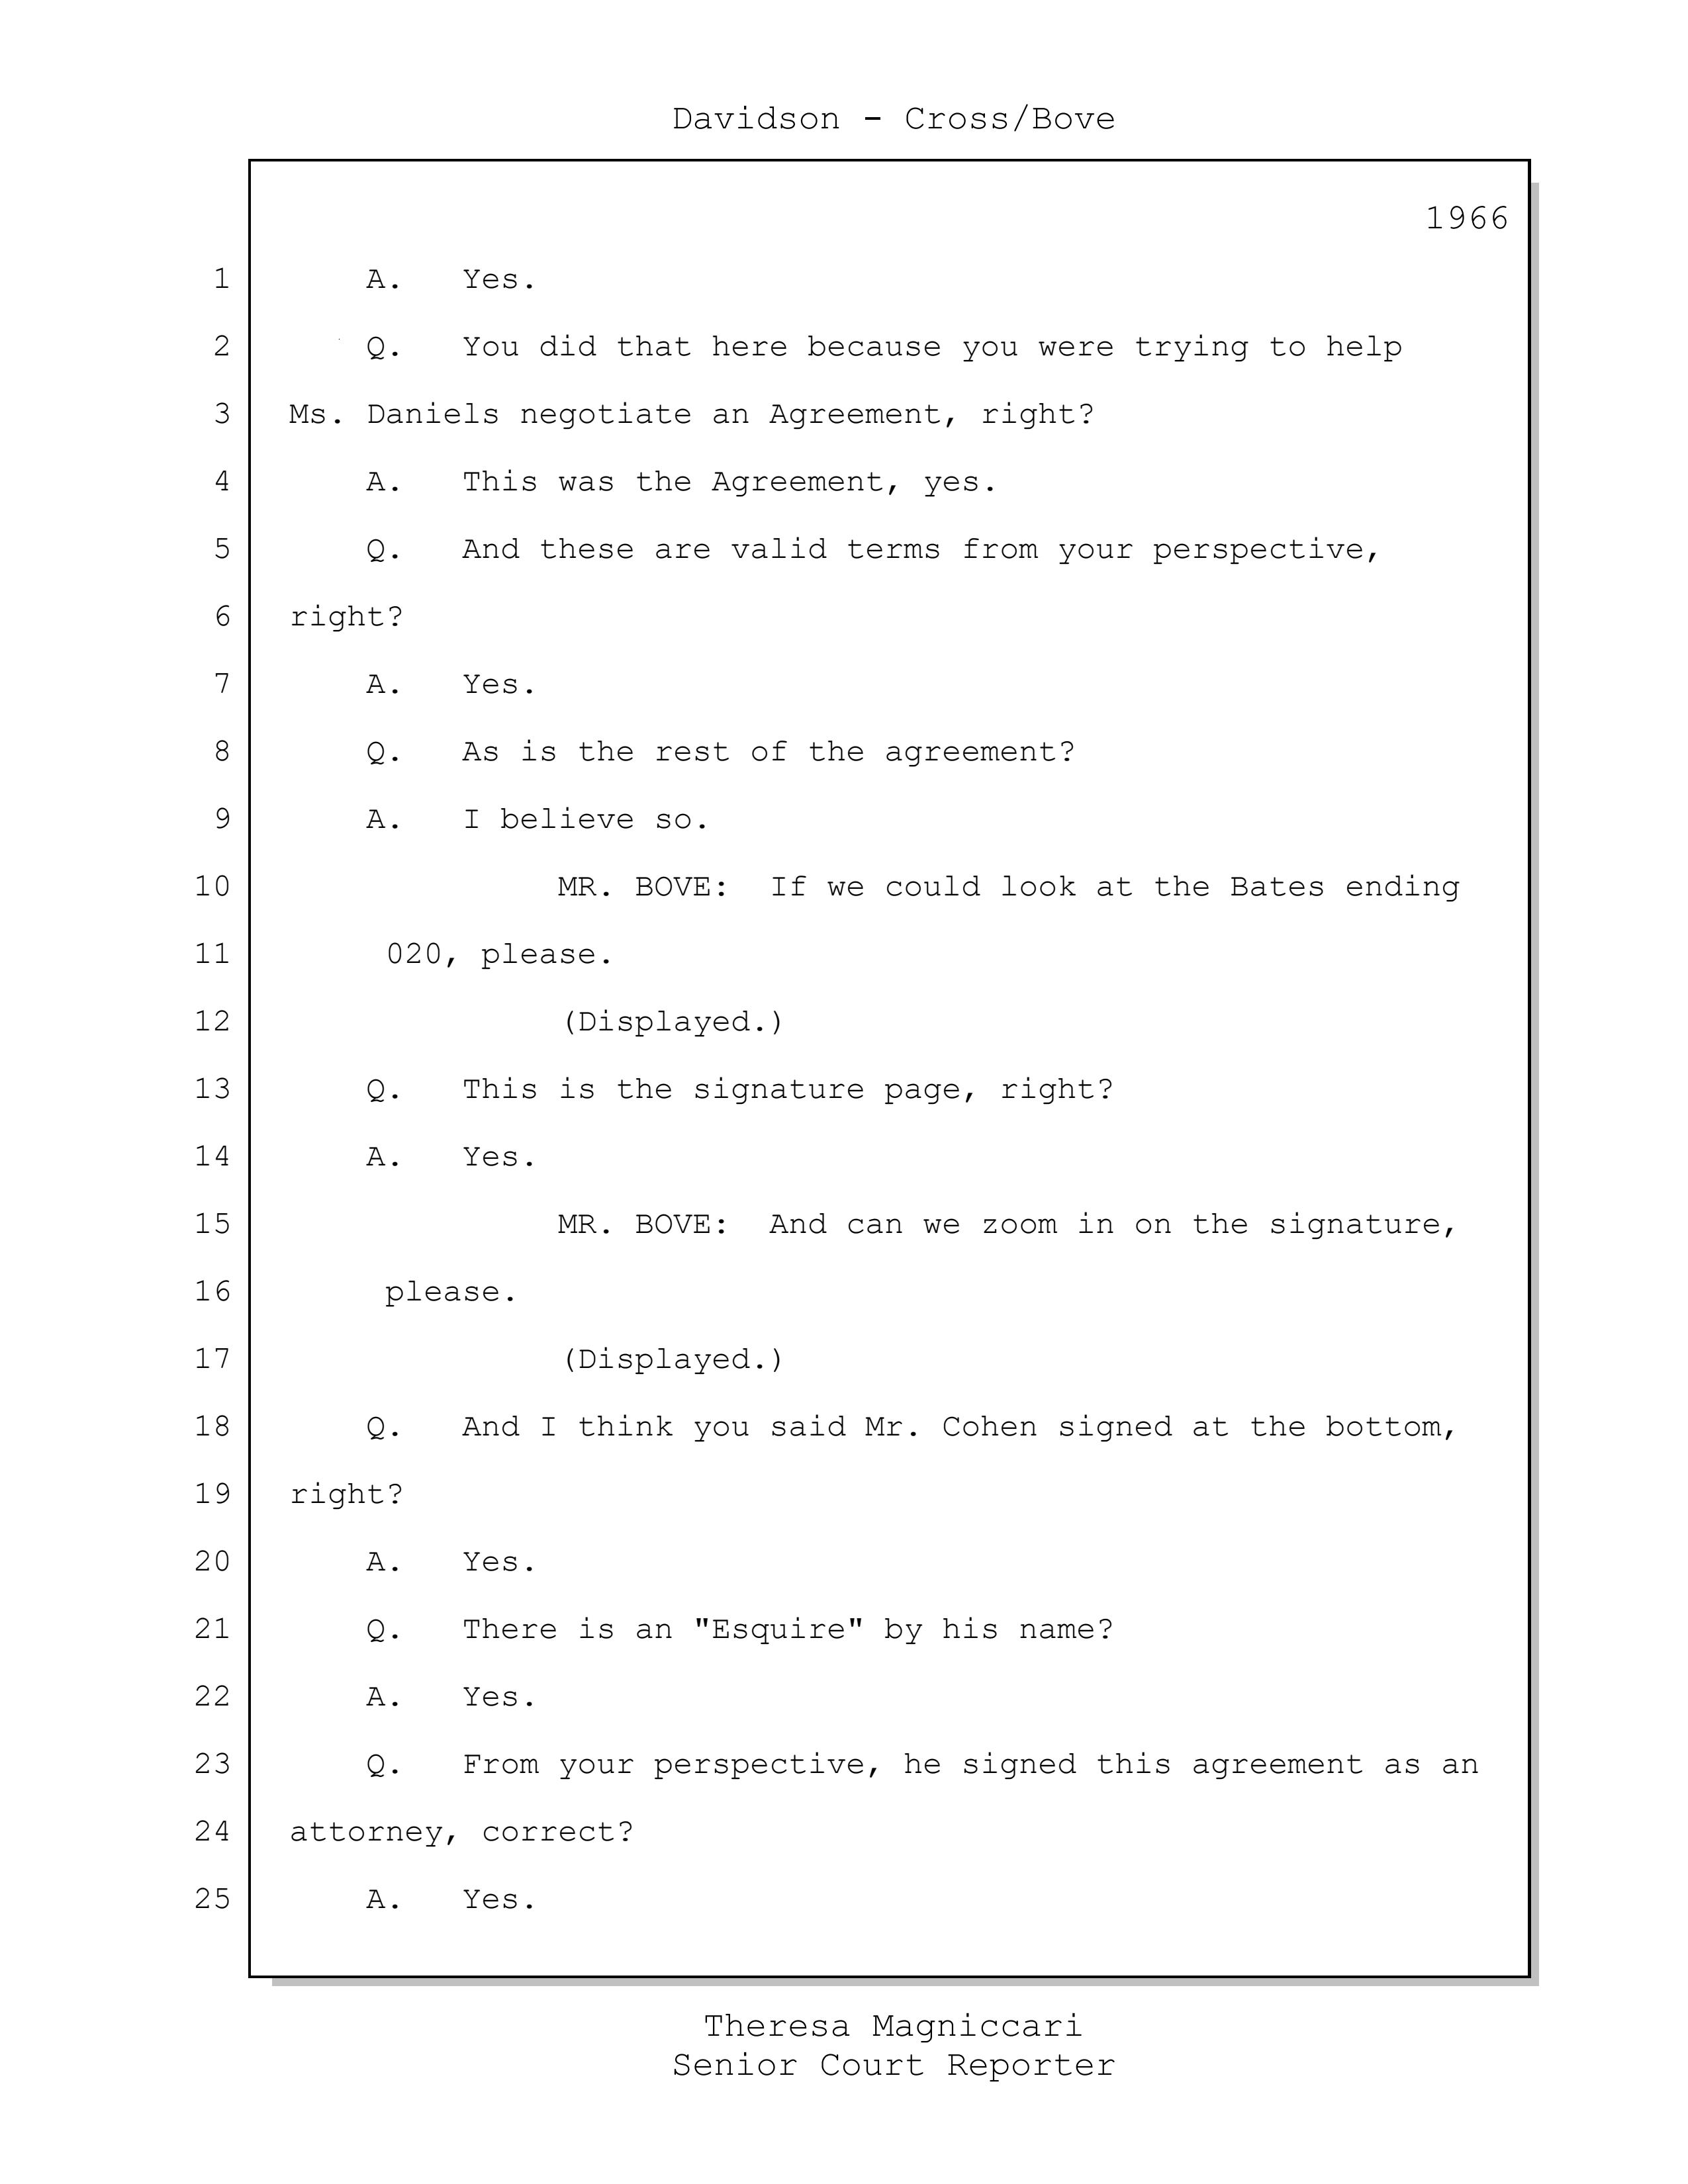 Davidson - Cross/Bove
1966
1 A. Yes.
2 Q. You did that here because you were trying to help
3 Ms. Daniels negotiate an Agreement, right?
4 A. This was the Agreement, yes.
5 Q. And these are valid terms from your perspective,
6 right?
7 A. Yes.
8 Q. As is the rest of the agreement?
9 A. I believe so.
10 MR. BOVE: If we could look at the Bates ending
11 020, please.
12 (Displayed.)
13 Q. This is the signature page, right?
14 A. Yes.
15 MR. BOVE: And can we zoom in on the signature,
16 please.
17 (Displayed.)
18 Q. And I think you said Mr. Cohen signed at the bottom,
19 right?
20 A. Yes.
21 Q. There is an "Esquire" by his name?
22 A. Yes.
23 Q. From your perspective, he signed this agreement as an
24 attorney, correct?
25 A. Yes.
Theresa Magniccari
Senior Court Reporter